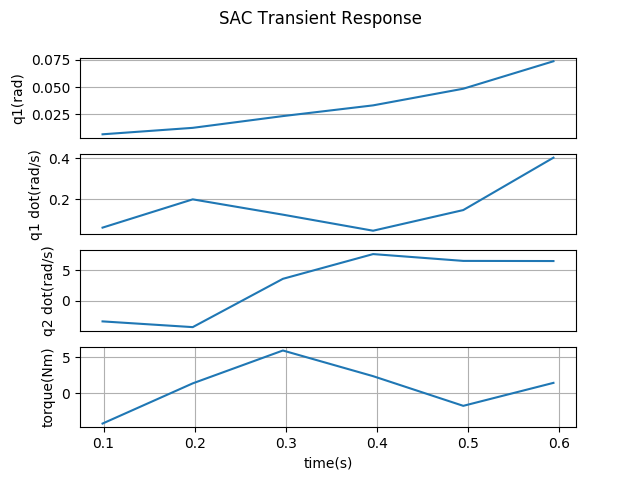 SAC Transient Response
0.075
0.050
0.025
q1(rad)
0.4
0.2
q1 dot(rad/s)
5
0
q2 dot(rad/s)
5
0
torque(Nm)
0.1 0.2 0.3 0.4 0.5 0.6
time(s)